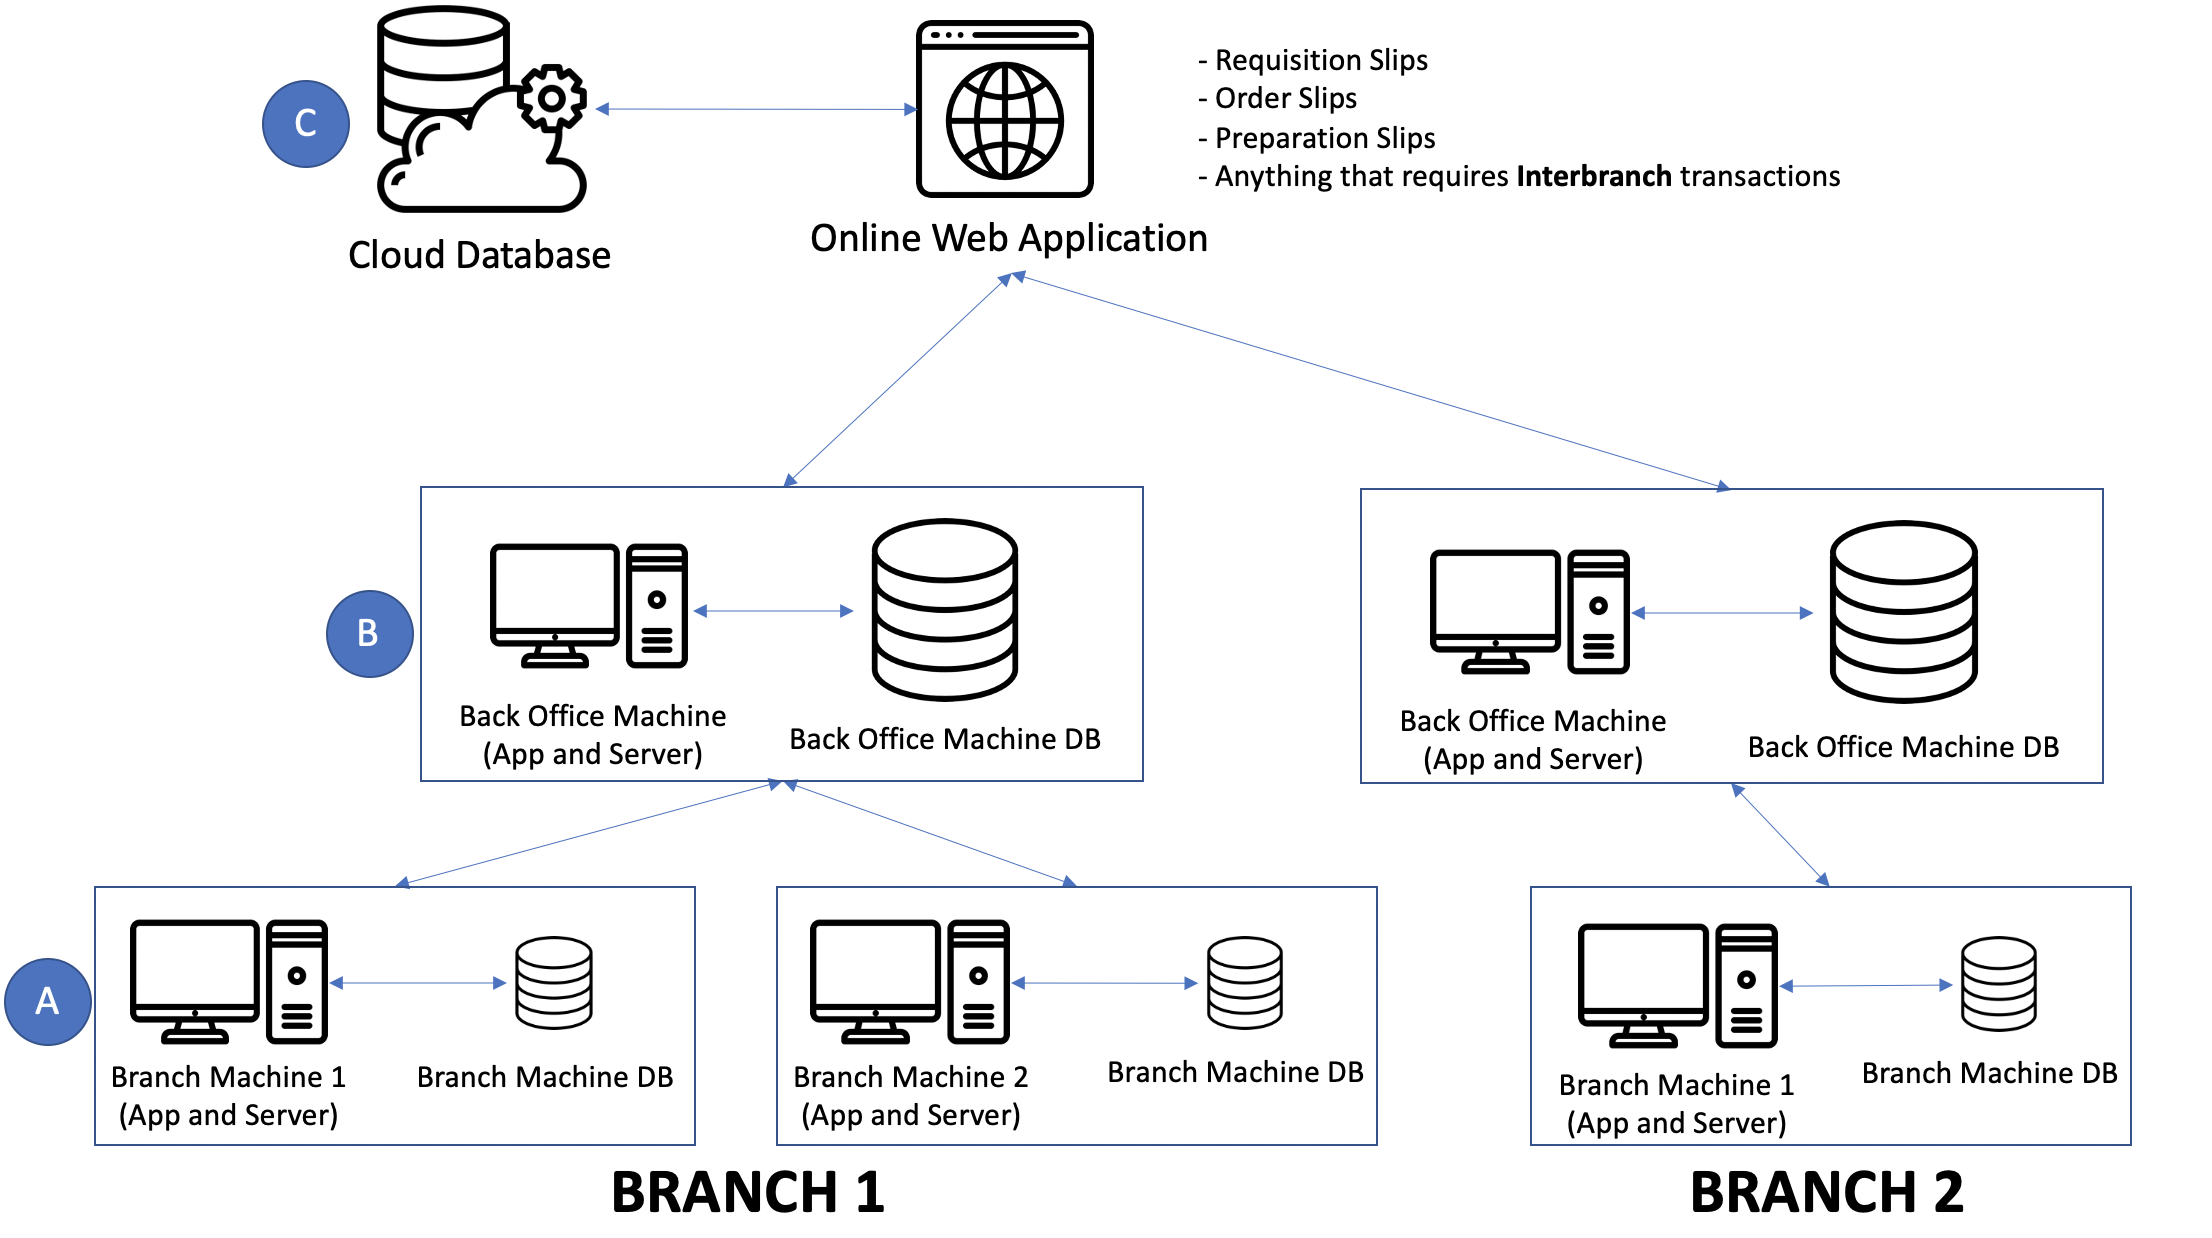 C
- Requisition Slips
- Order Slips
- Preparation Slips
- Anything that requires Interbranch transactions
Cloud Database
Online Web Application
B
Back Office Machine
(App and Server)
Back Office Machine DB
Back Office Machine
(App and Server)
Back Office Machine DB
A
Branch Machine 1
(App and Server)
Branch Machine DB
Branch Machine 2
(App and Server)
Branch Machine DB
Branch Machine 1
(App and Server)
Branch Machine DB
BRANCH 1
BRANCH 2